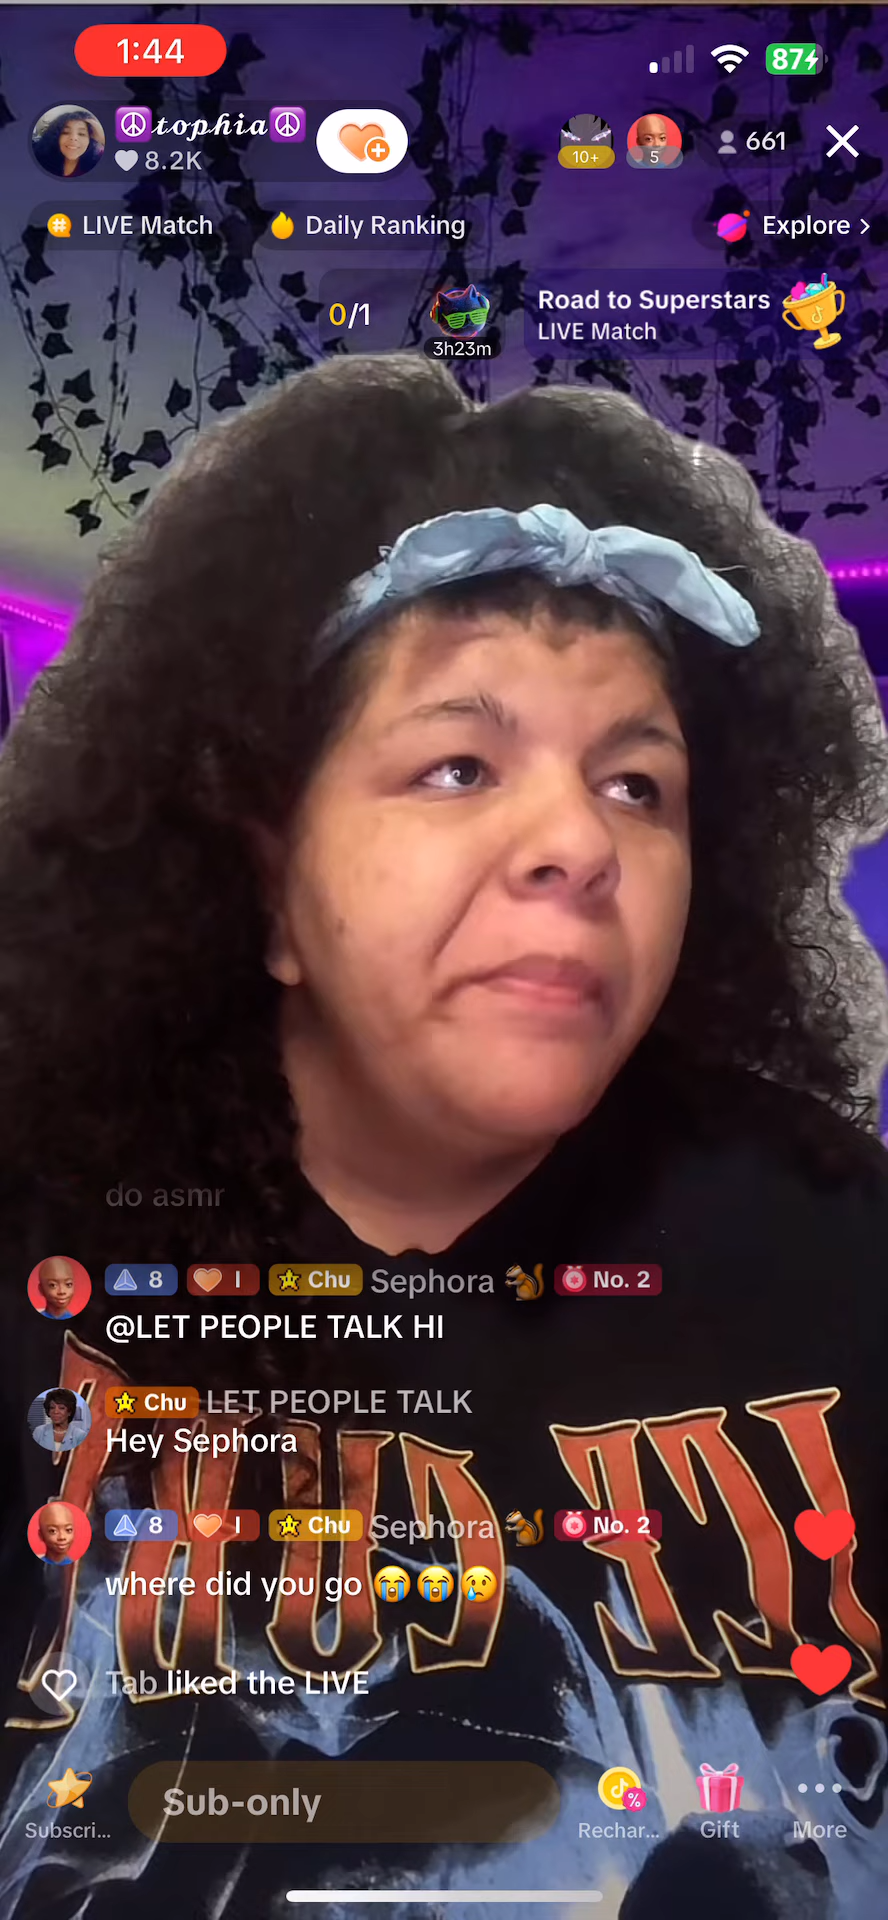 1:44
87
☮️𝓽𝓸𝓹𝓱𝓲𝓪☮️
8.2K
10+
5
661
LIVE Match
Daily Ranking
Explore >
0/1
3h23m
Road to Superstars
LIVE Match
do asmr
8 I Chu Sephora 🐿️ No. 2
@LET PEOPLE TALK HI
Chu LET PEOPLE TALK
Hey Sephora
8 I Chu Sephora 🐿️ No. 2
where did you go 😭😭😢
Tab liked the LIVE
Subscri...
Sub-only
Rechar...
Gift
More
ICE CUBE